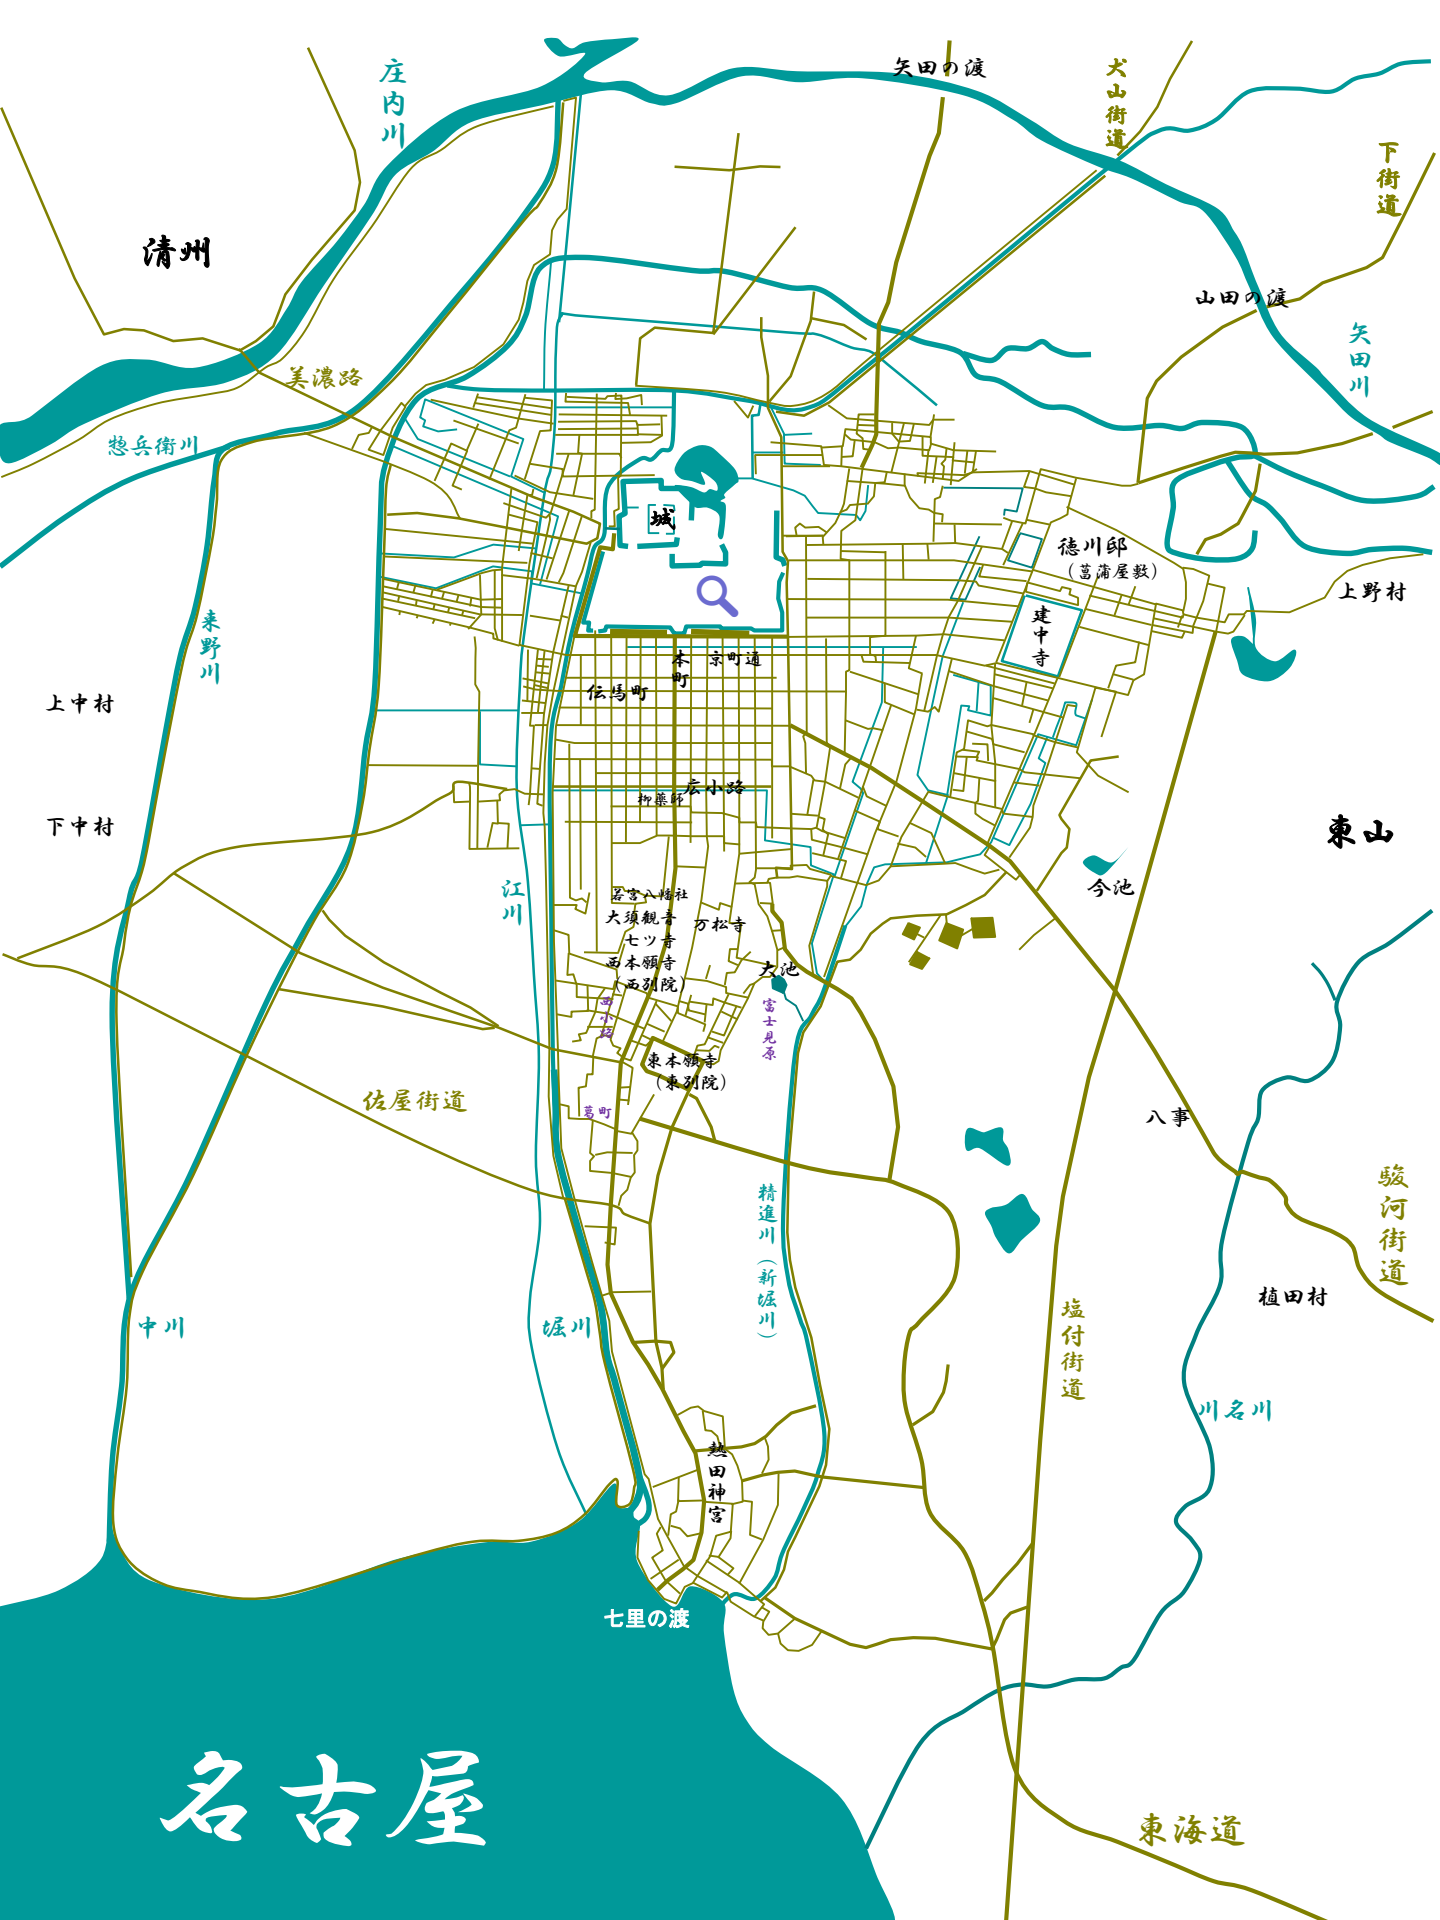 矢田の渡
庄内川
犬山街道
下街道
清州
山田の渡
矢田川
美濃路
惣兵衛川
城
徳川邸
（菖蒲屋敷）
上野村
建中寺
来野川
本町
京町通
伝馬町
上中村
広小路
柳薬師
下中村
東山
今池
江川
若宮八幡社
大須観音
万松寺
七ツ寺
西本願寺
（西別院）
大池
西小路
富士見原
東本願寺
（東別院）
佐屋街道
葛町
八事
駿河街道
精進川（新堀川）
植田村
中川
堀川
塩付街道
川名川
熱田神宮
七里の渡
名古屋
東海道